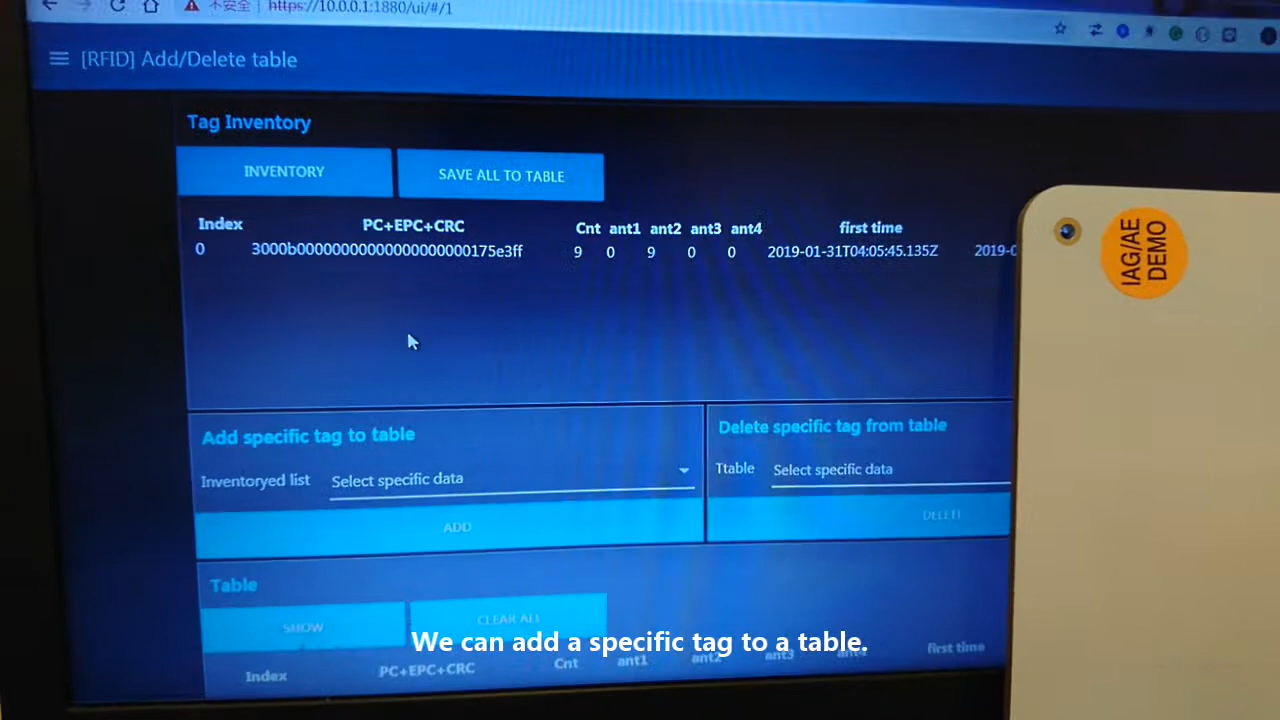 不安全 | https://10.0.0.1:1880/ui/#/1
[RFID] Add/Delete table
Tag Inventory
INVENTORY
SAVE ALL TO TABLE
Index PC+EPC+CRC Cnt ant1 ant2 ant3 ant4 first time
0 9 0 9 0 0 2019-01-31T04:05:45.135Z 2019-0
IAG/AE
DEMO
Add specific tag to table
Inventoryed list Select specific data
ADD
Delete specific tag from table
Ttable Select specific data
DELETE
Table
SHOW
CLEAR ALL
We can add a specific tag to a table.
Index PC+EPC+CRC Cnt ant1 ant2 ant3 ant4 first time